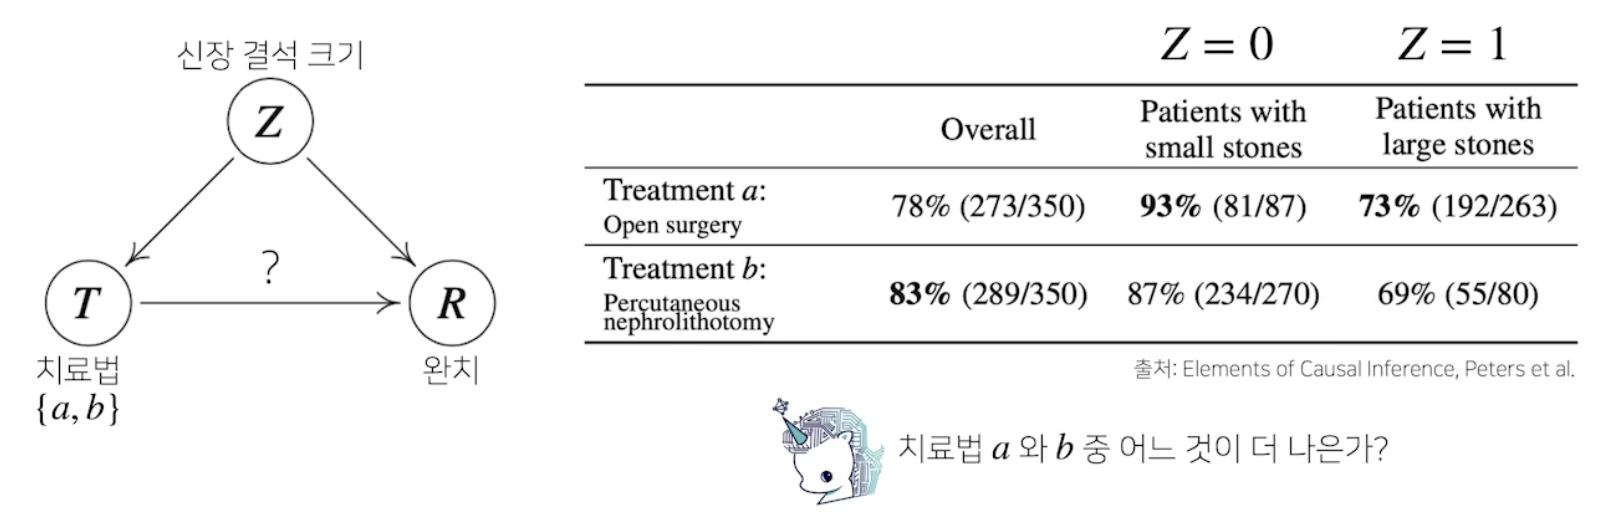 신장 결석 크기
Z
T
?
R
치료법
{a, b}
완치
Z = 0
Z = 1
Overall
Patients with
small stones
Patients with
large stones
Treatment a:
Open surgery
78% (273/350)
93% (81/87)
73% (192/263)
Treatment b:
Percutaneous
nephrolithotomy
83% (289/350)
87% (234/270)
69% (55/80)
출처: Elements of Causal Inference, Peters et al.
치료법 a 와 b 중 어느 것이 더 나은가?